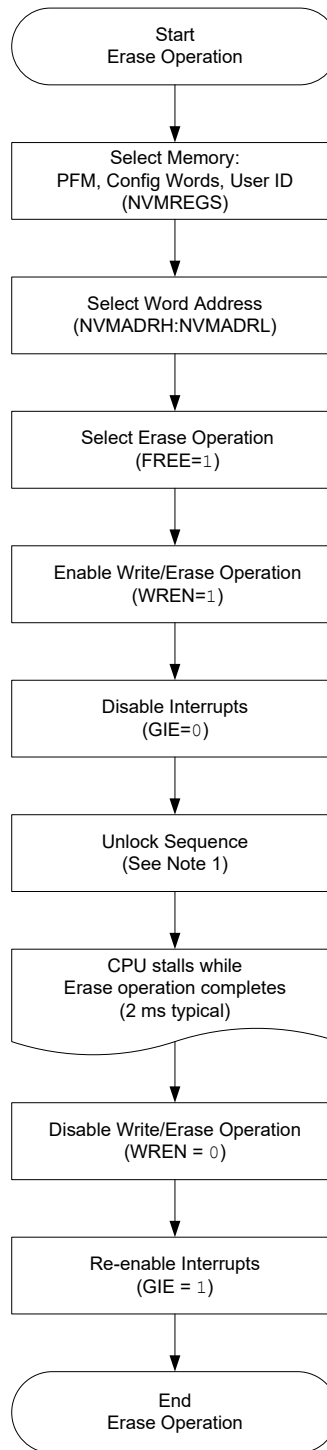 Start
Erase Operation
Select Memory:
PFM, Config Words, User ID
(NVMREGS)
Select Word Address
(NVMADRH:NVMADRL)
Select Erase Operation
(FREE=1)
Enable Write/Erase Operation
(WREN=1)
Disable Interrupts
(GIE=0)
Unlock Sequence
(See Note 1)
CPU stalls while
Erase operation completes
(2 ms typical)
Disable Write/Erase Operation
(WREN = 0)
Re-enable Interrupts
(GIE = 1)
End
Erase Operation